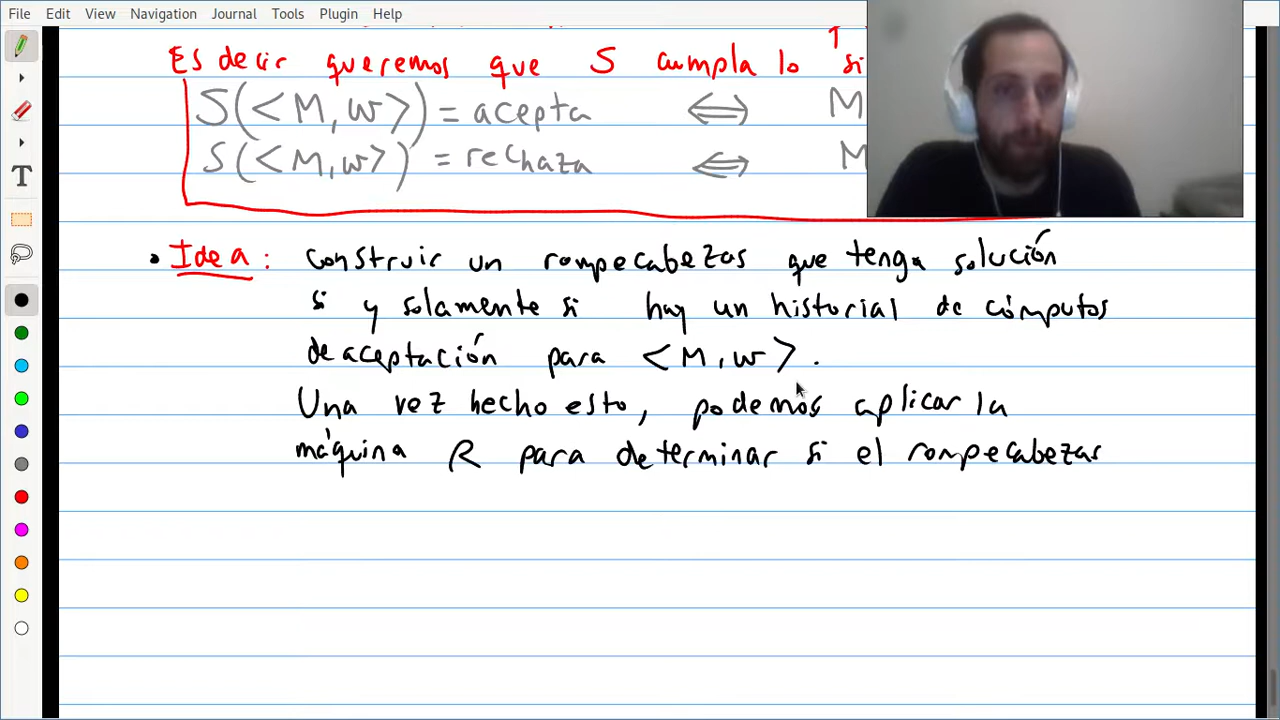 File Edit View Navigation Journal Tools Plugin Help
Es decir queremos que S cumpla lo si
S(<M,w>) = acepta ⟺ M
S(<M,w>) = rechaza ⟺ M
• Idea: construir un rompecabezas que tenga solución
si y solamente si hay un historial de cómputos
de aceptación para <M,w>.
Una vez hecho esto, podemos aplicar la
máquina R para determinar si el rompecabezas